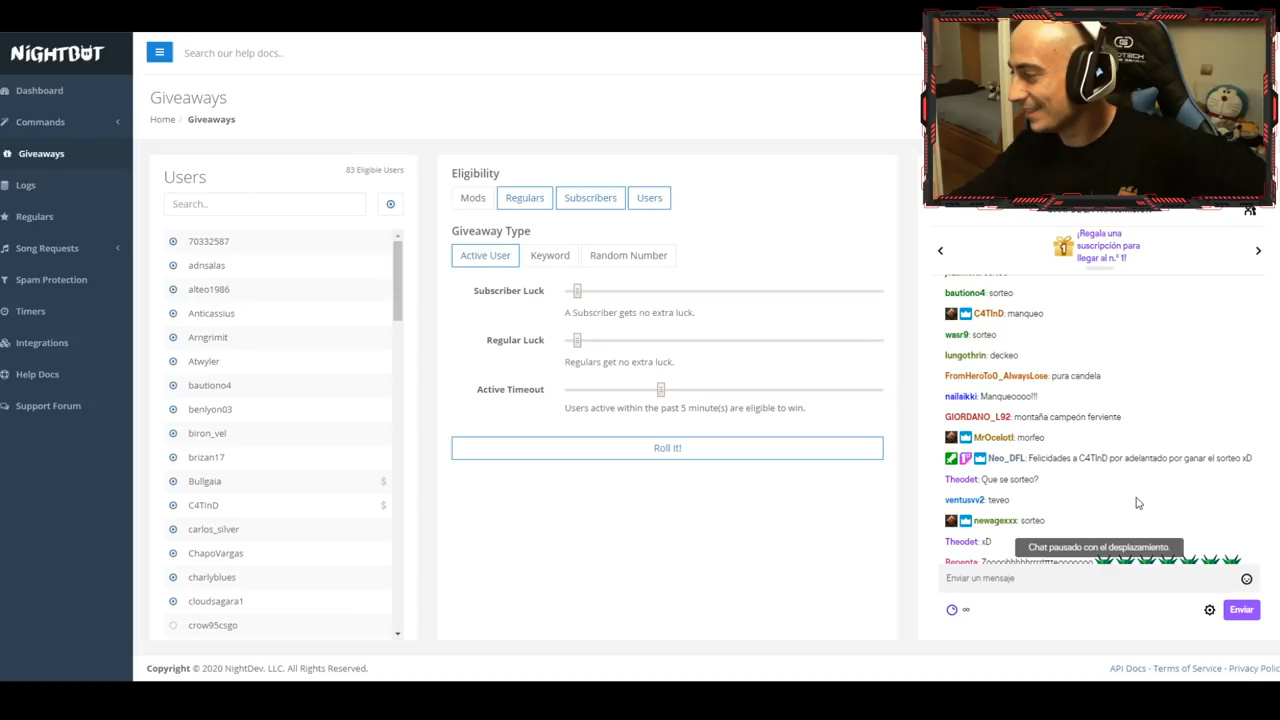 NIGHTBOT
Search our help docs..
Dashboard
Commands
Giveaways
Logs
Regulars
Song Requests
Spam Protection
Timers
Integrations
Help Docs
Support Forum
Giveaways
Home / Giveaways
Users
83 Eligible Users
Search..
70332587
adnsalas
alteo1986
Anticassius
Arngrimit
Atwyler
bautiono4
benlyon03
biron_vel
brizan17
Bullgaia $
C4TInD $
carlos_silver
ChapoVargas
charlyblues
cloudsagara1
crow95csgo
Eligibility
Mods Regulars Subscribers Users
Giveaway Type
Active User Keyword Random Number
Subscriber Luck
A Subscriber gets no extra luck.
Regular Luck
Regulars get no extra luck.
Active Timeout
Users active within the past 5 minute(s) are eligible to win.
Roll it!
¡Regala una
suscripción para
llegar al n.º 1!
bautiono4: sorteo
C4TInD: manqueo
wasr9: sorteo
lungothrin: deckeo
FromHeroTo0_AlwaysLose: pura candela
nailaikki: Manqueoooo!!!
GIORDANO_L92: montaña campeón ferviente
MrOcelotl: morfeo
Neo_DFL: Felicidades a C4TInD por adelantado por ganar el sorteo xD
Theodet: Que se sorteo?
ventusvv2: teveo
newagexxx: sorteo
Theodet: xD
Chat pausado con el desplazamiento.
Enviar un mensaje
Enviar
Copyright © 2020 NightDev, LLC. All Rights Reserved.
API Docs · Terms of Service · Privacy Polic